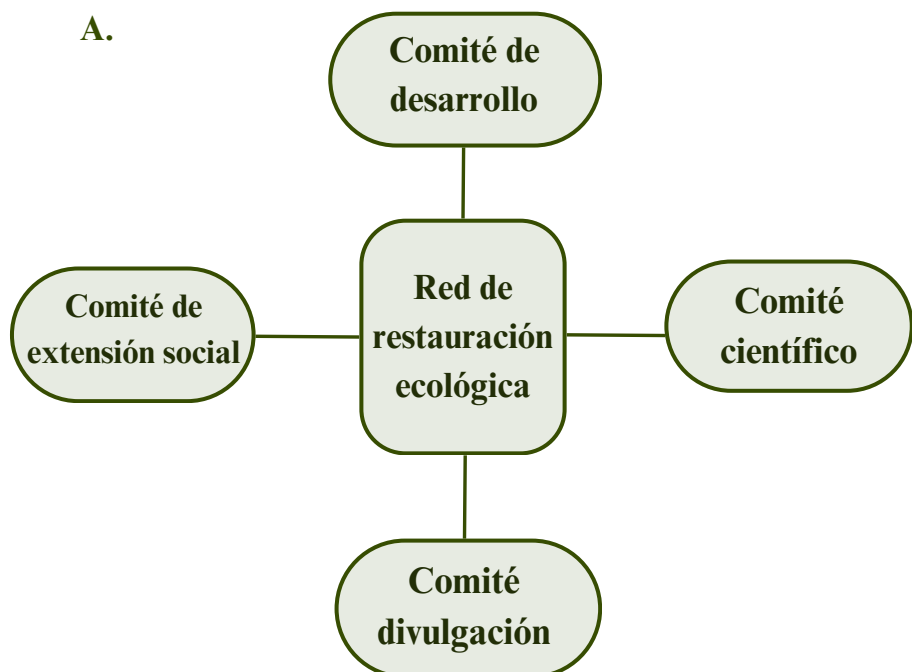 A.
Comité de
desarrollo
Comité de
extensión social
Red de
restauración
ecológica
Comité
científico
Comité
divulgación